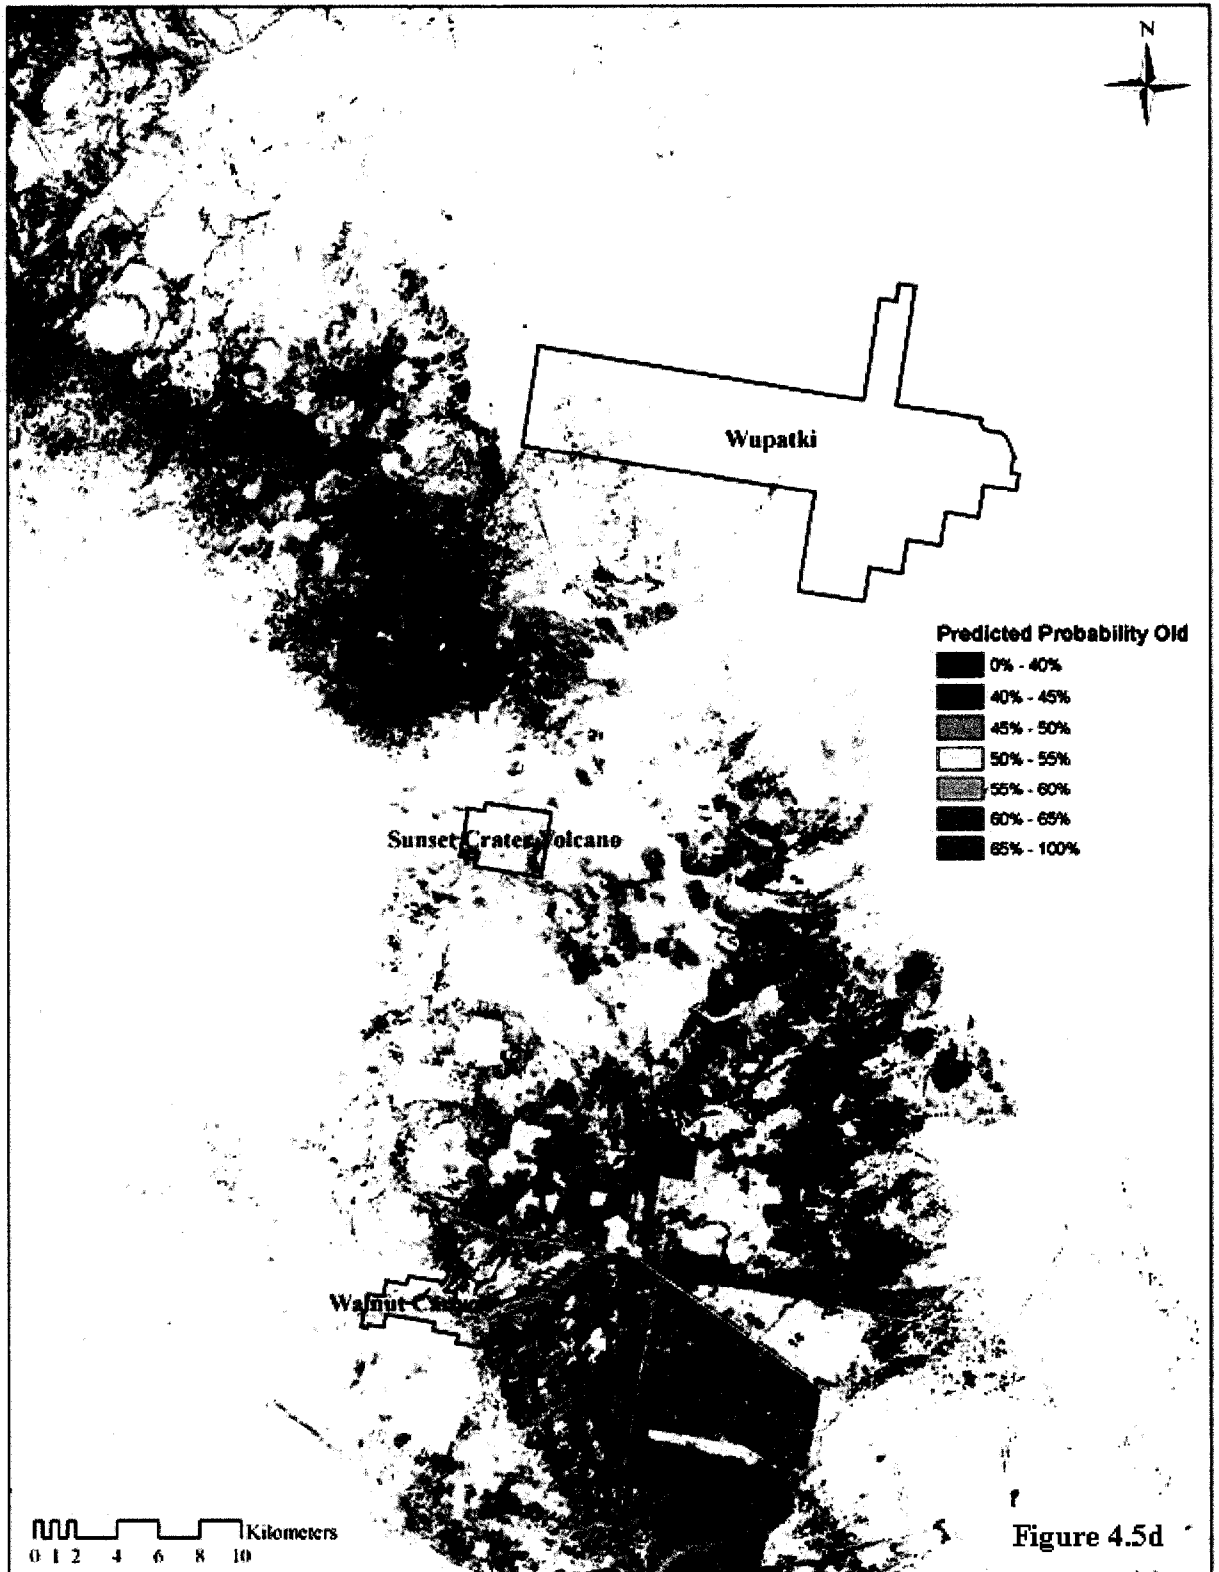 N
Wupatki
Predicted Probability Old
0% - 40%
40% - 45%
45% - 50%
50% - 55%
55% - 60%
60% - 65%
65% - 100%
Sunset Crater Volcano
Walnut
Kilometers
0 1 2 4 6 8 10
Figure 4.5d